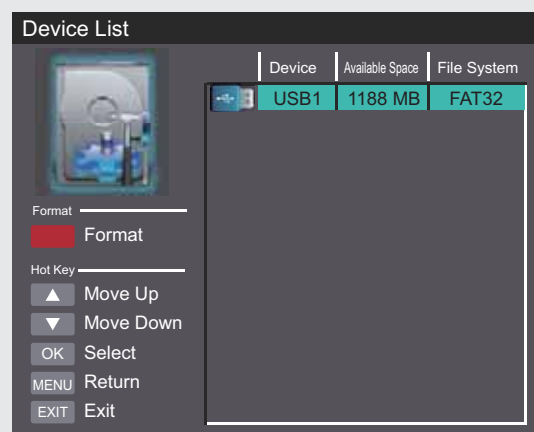 Device List
Device Available Space File System
USB1 1188 MB FAT32
Format
Format
Hot Key
Move Up
Move Down
OK Select
MENU Return
EXIT Exit